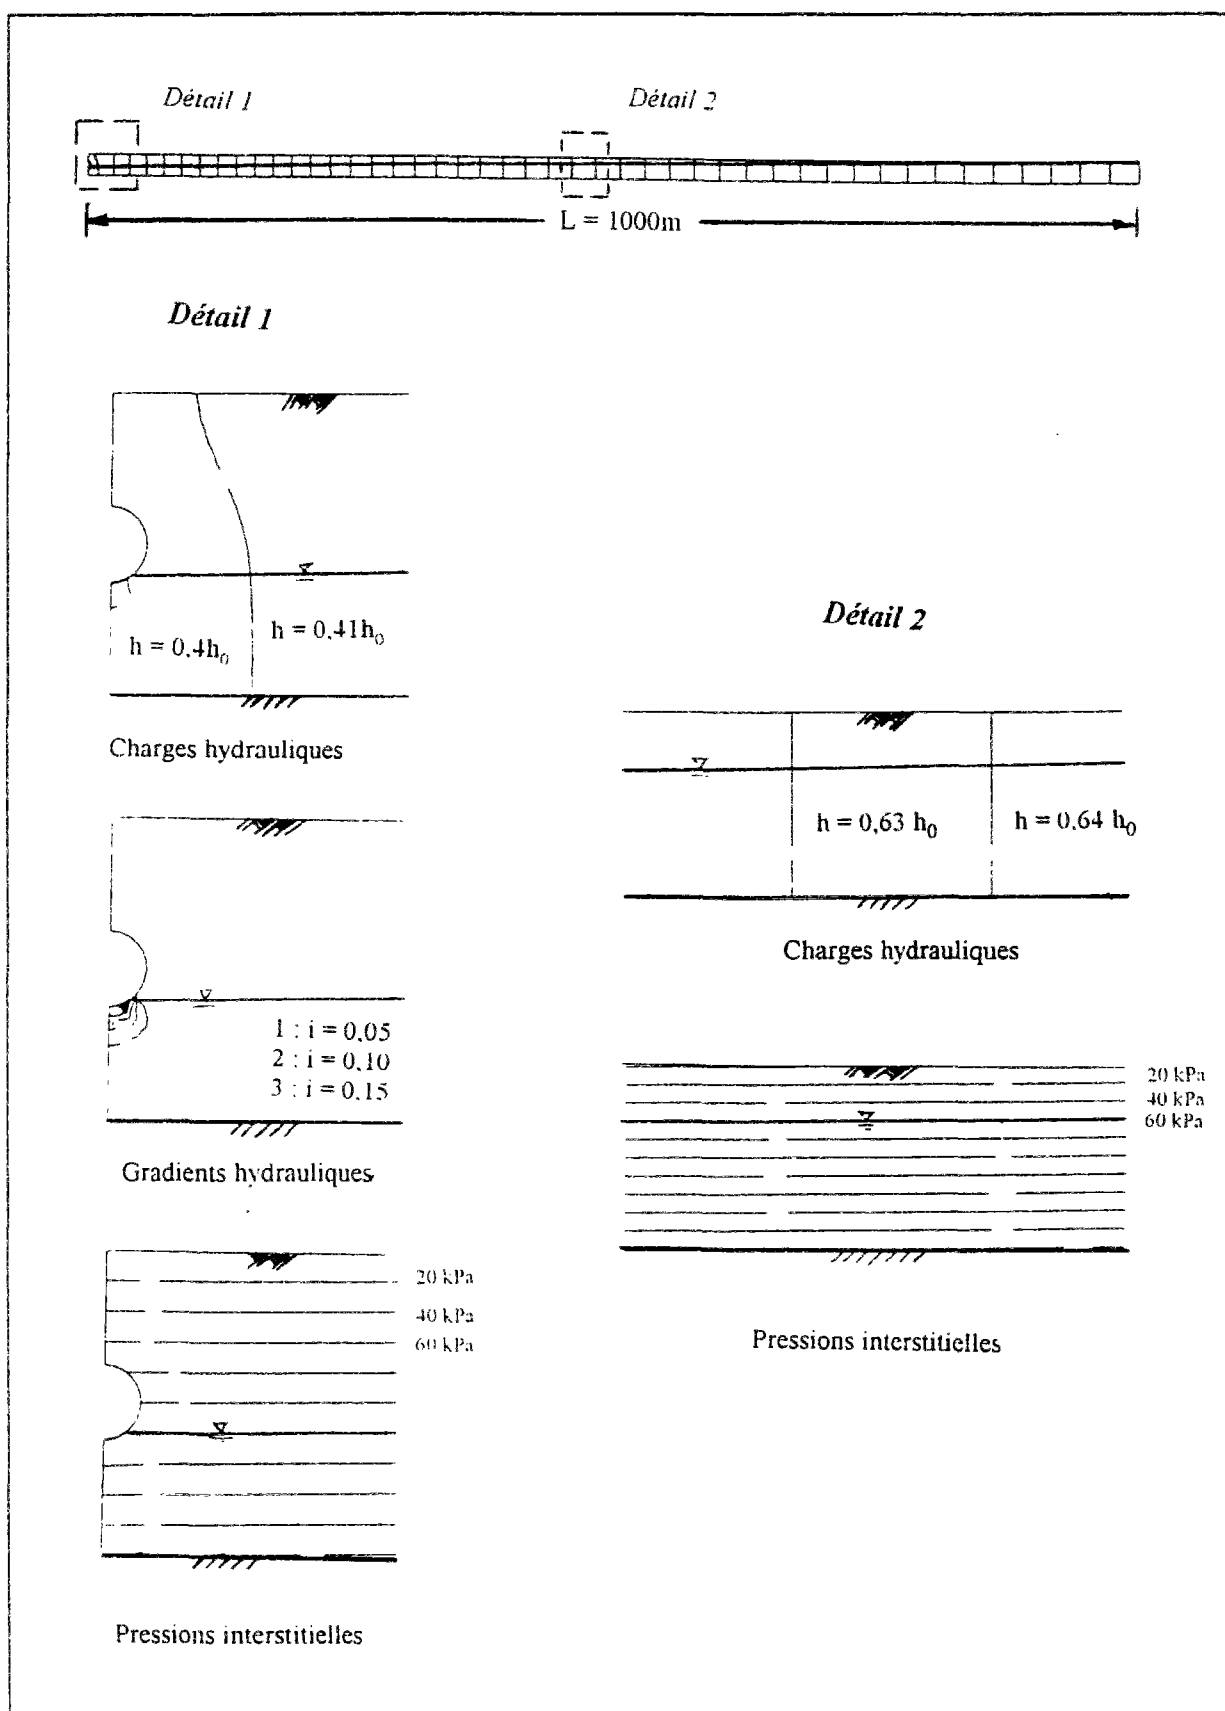 Détail 1
Détail 2
L = 1000m
Détail 1
h = 0.4h₀
h = 0.41h₀
Charges hydrauliques
1 : i = 0.05
2 : i = 0.10
3 : i = 0.15
Gradients hydrauliques
20 kPa
40 kPa
60 kPa
Pressions interstitielles
Détail 2
h = 0,63 h₀
h = 0.64 h₀
Charges hydrauliques
20 kPa
40 kPa
60 kPa
Pressions interstitielles